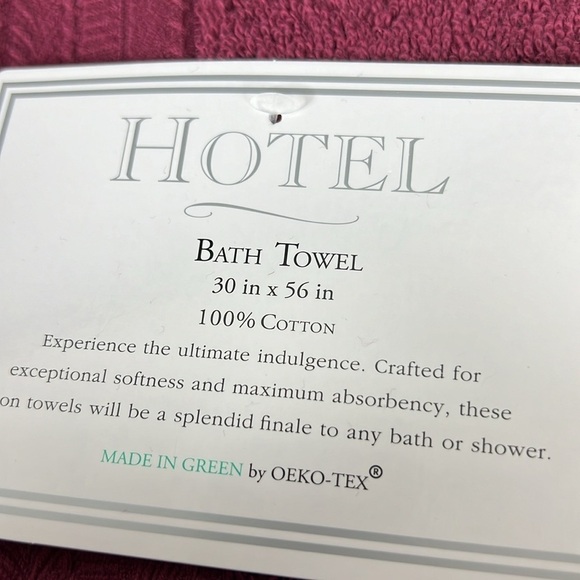 HOTEL
BATH TOWEL
30 in x 56 in
100% COTTON
Experience the ultimate indulgence. Crafted for
exceptional softness and maximum absorbency, these
towels will be a splendid finale to any bath or shower.
MADE IN GREEN by OEKO-TEX®